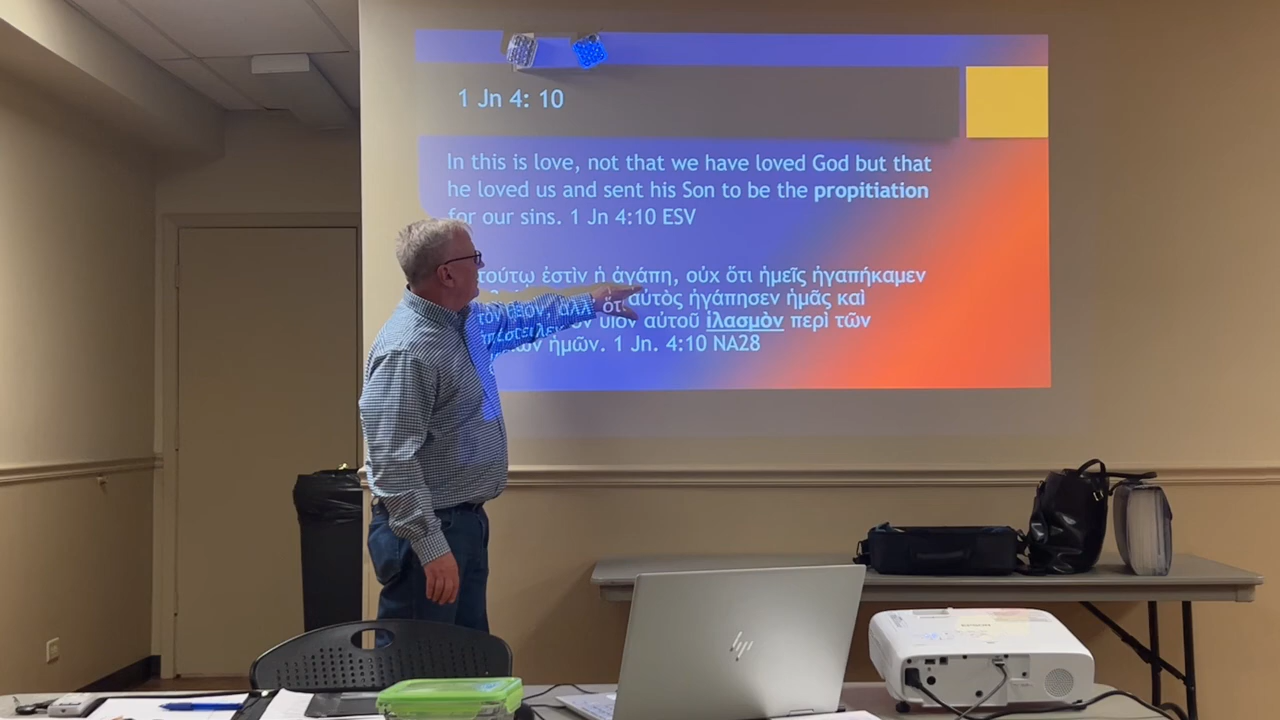 1 Jn 4: 10
In this is love, not that we have loved God but that
he loved us and sent his Son to be the propitiation
for our sins. 1 Jn 4:10 ESV
τούτῳ ἐστὶν ἡ ἀγάπη, οὐχ ὅτι ἡμεῖς ἠγαπήκαμεν
αὐτὸς ἠγάπησεν ἡμᾶς καὶ
υἱὸν αὐτοῦ ἱλασμὸν περὶ τῶν
ἡμῶν. 1 Jn. 4:10 NA28
hp
EPSON